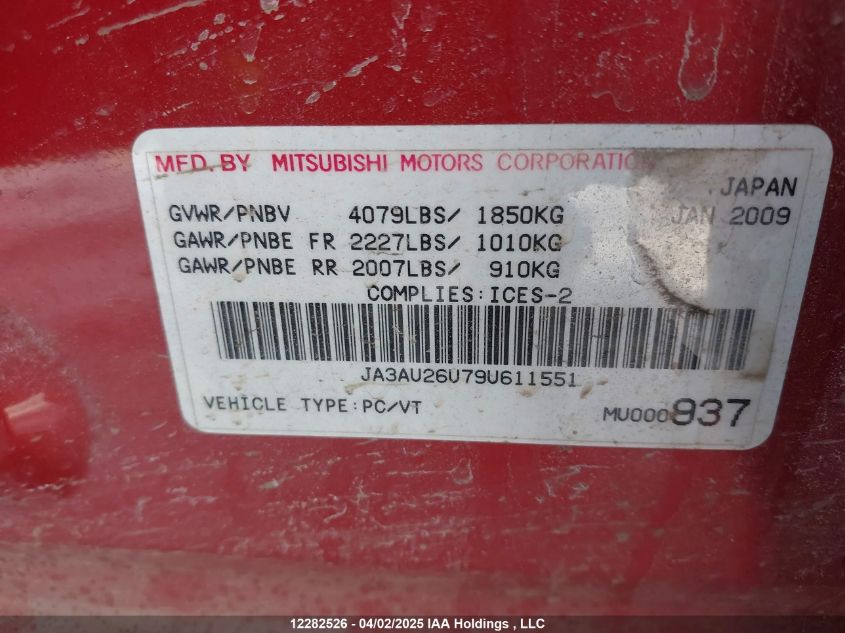 MFD. BY MITSUBISHI MOTORS CORPORATIO
JAPAN
GVWR/PNBV 4079LBS/ 1850KG JAN 2009
GAWR/PNBE FR 2227LBS/ 1010KG
GAWR/PNBE RR 2007LBS/ 910KG
COMPLIES:ICES-2
JA3AU26U79U611551
VEHICLE TYPE:PC/VT MU000937
12282526 - 04/02/2025 IAA Holdings , LLC